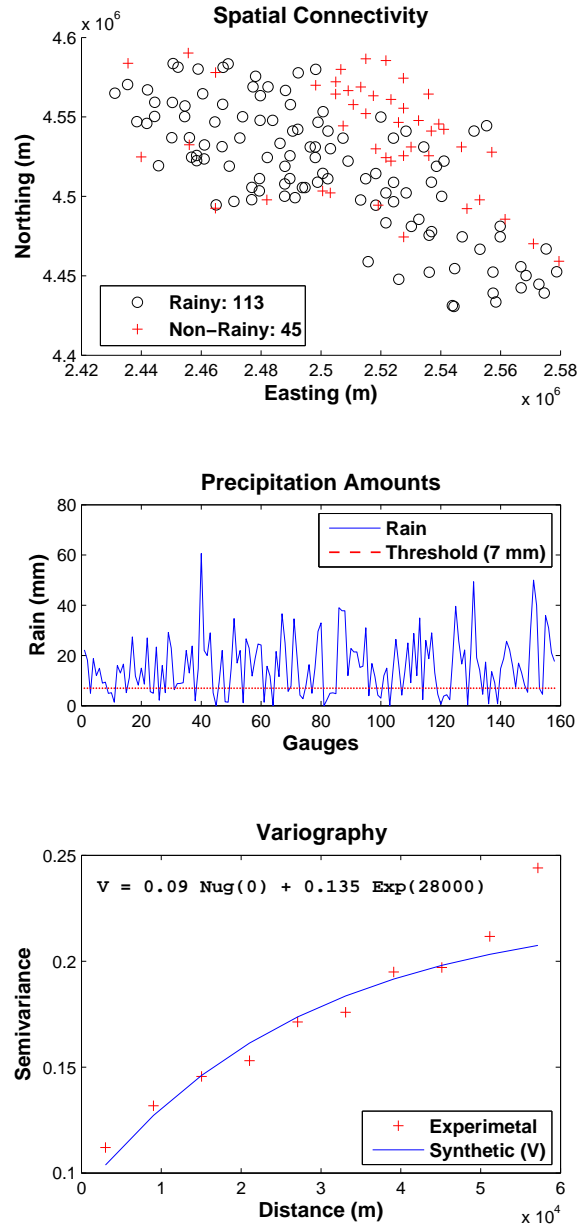 Spatial Connectivity
x 10^6
4.6
4.55
4.5
4.45
4.4
Northing (m)
Rainy: 113
Non−Rainy: 45
2.42 2.44 2.46 2.48 2.5 2.52 2.54 2.56 2.58
Easting (m)
x 10^6
Precipitation Amounts
80
60
40
20
0
Rain (mm)
Rain
Threshold (7 mm)
0 20 40 60 80 100 120 140 160
Gauges
Variography
0.25
0.2
0.15
0.1
Semivariance
V = 0.09 Nug(0) + 0.135 Exp(28000)
Experimetal
Synthetic (V)
0 1 2 3 4 5 6
Distance (m)
x 10^4